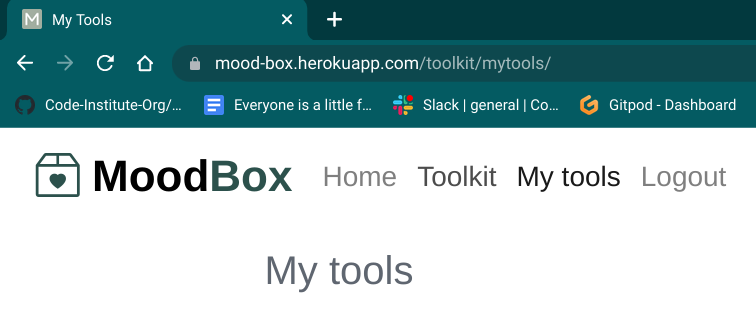 My Tools
mood-box.herokuapp.com/toolkit/mytools/
Code-Institute-Org/... Everyone is a little f... Slack | general | Co... Gitpod - Dashboard
MoodBox Home Toolkit My tools Logout
My tools